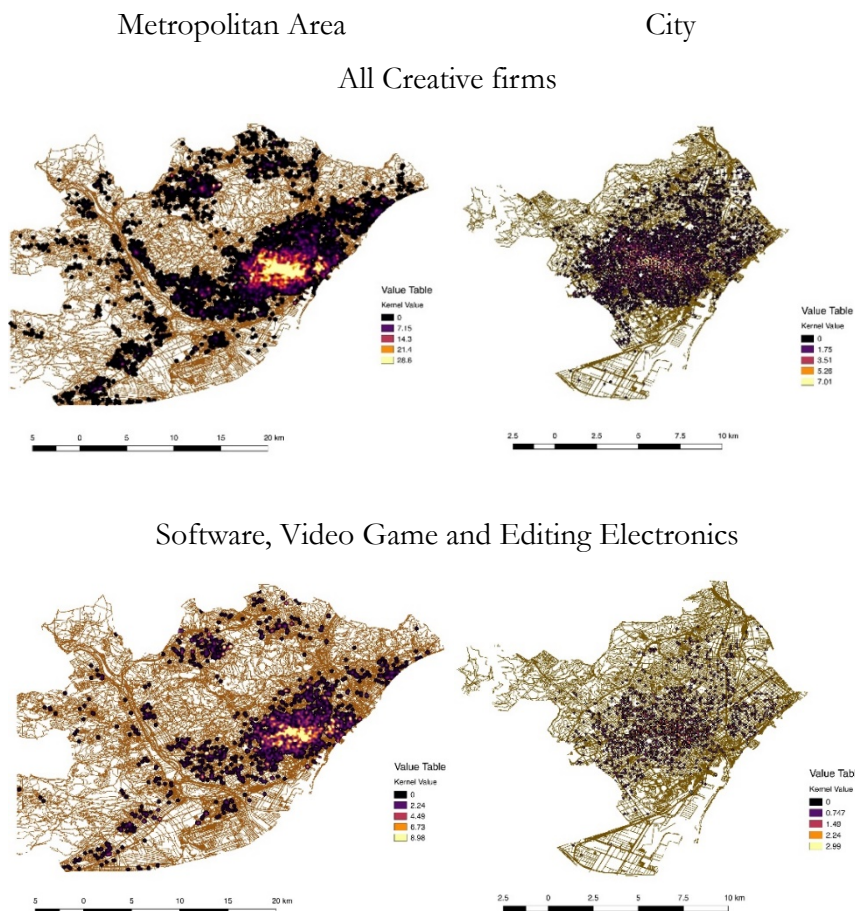 Metropolitan Area
City
All Creative firms
Value Table
Kernel Value
0
7.15
14.3
21.4
28.6
5 0 5 10 15 20 km
Value Table
Kernel Value
0
1.75
3.51
5.26
7.01
2.5 0 2.5 5 7.5 10 km
Software, Video Game and Editing Electronics
Value Table
Kernel Value
0
2.24
4.49
6.73
8.98
5 0 5 10 15 20 km
Value Tabl
Kernel Value
0
0.747
1.49
2.24
2.99
2.5 0 2.5 5 7.5 10 km